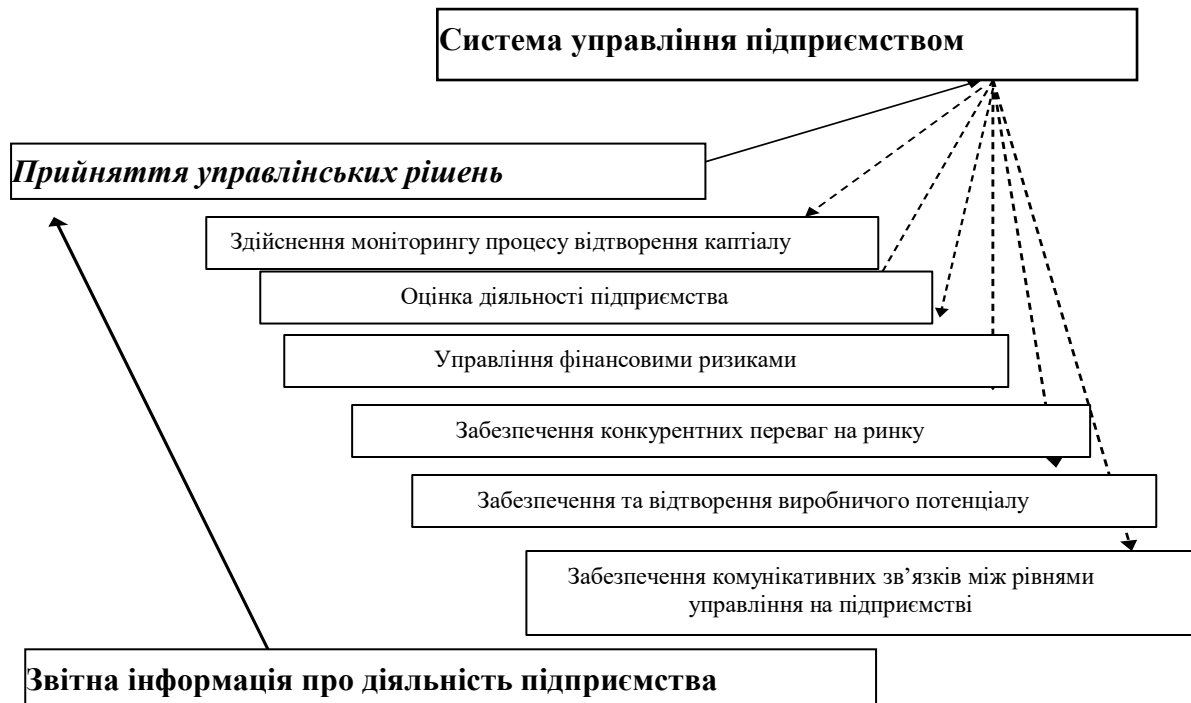 Система управління підприємством
Прийняття управлінських рішень
Здійснення моніторингу процесу відтворення каптіалу
Оцінка діяльності підприємства
Управління фінансовими ризиками
Забезпечення конкурентних переваг на ринку
Забезпечення та відтворення виробничого потенціалу
Забезпечення комунікативних зв’язків між рівнями
управління на підприємстві
Звітна інформація про діяльність підприємства